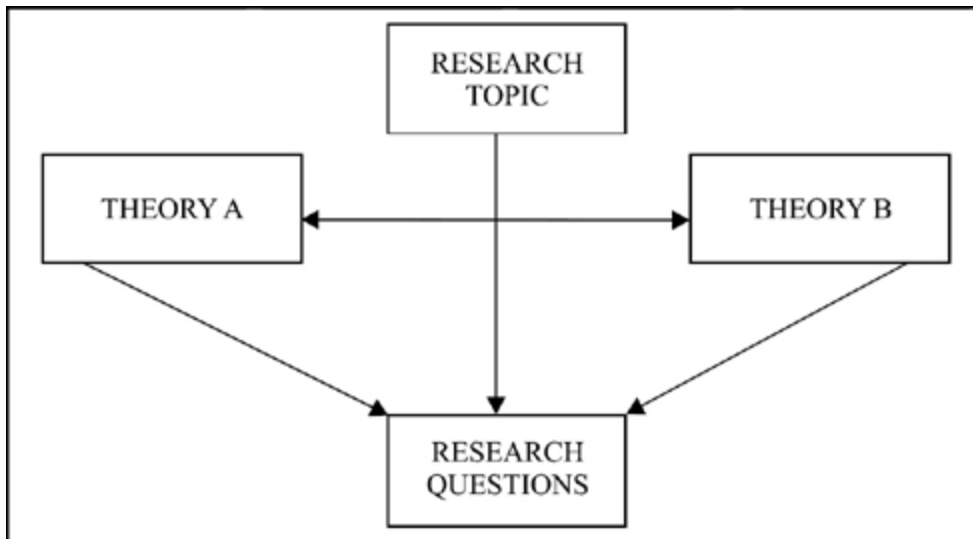 RESEARCH
TOPIC
THEORY A
THEORY B
RESEARCH
QUESTIONS